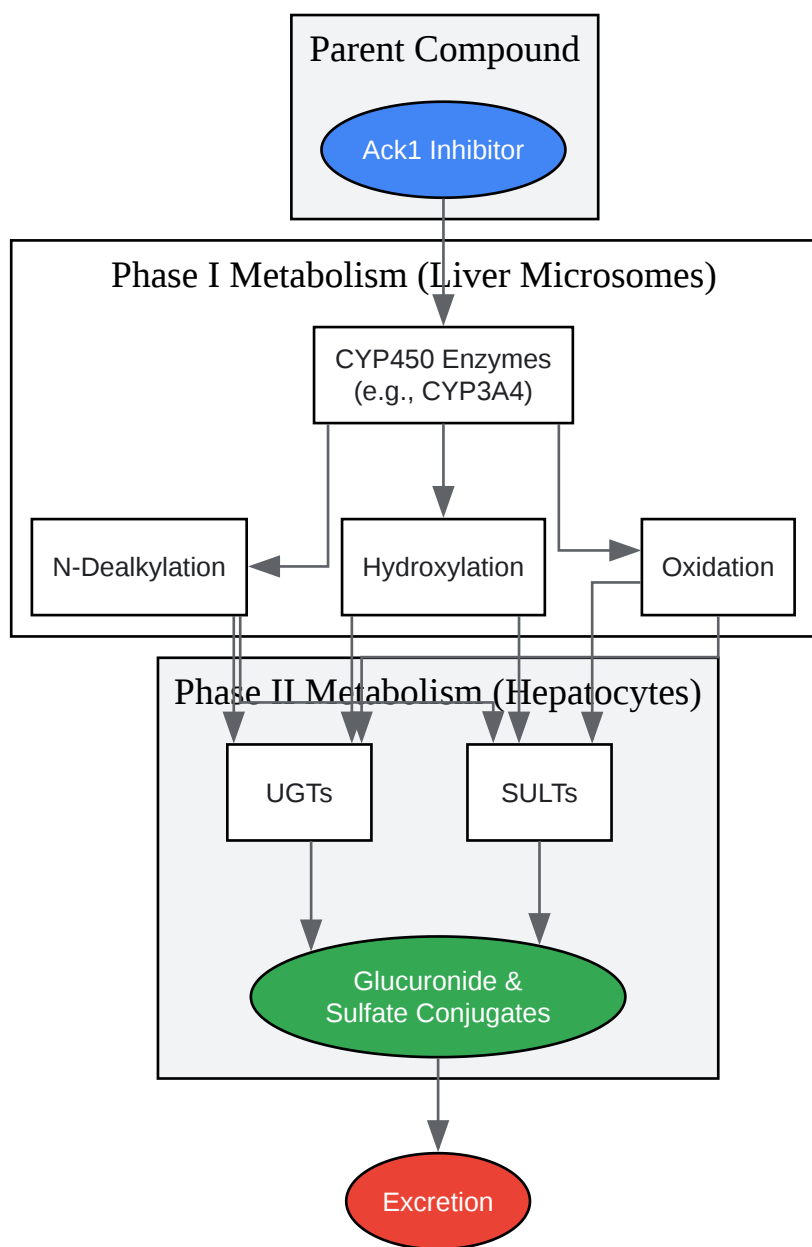 Parent Compound
Ack1 Inhibitor
Phase I Metabolism (Liver Microsomes)
CYP450 Enzymes
(e.g., CYP3A4)
N-Dealkylation
Hydroxylation
Oxidation
Phase II Metabolism (Hepatocytes)
UGTs
SULTs
Glucuronide &
Sulfate Conjugates
Excretion